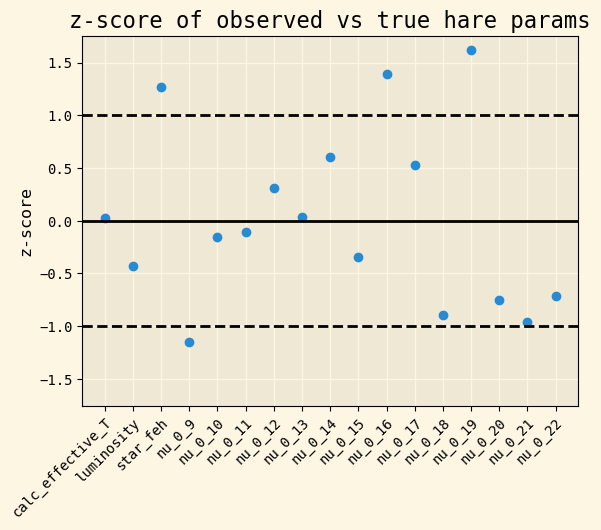 z-score of observed vs true hare params
z-score
1.5
1.0
0.5
0.0
−0.5
−1.0
−1.5
calc_effective_T
luminosity
star_feh
nu_0_9
nu_0_10
nu_0_11
nu_0_12
nu_0_13
nu_0_14
nu_0_15
nu_0_16
nu_0_17
nu_0_18
nu_0_19
nu_0_20
nu_0_21
nu_0_22